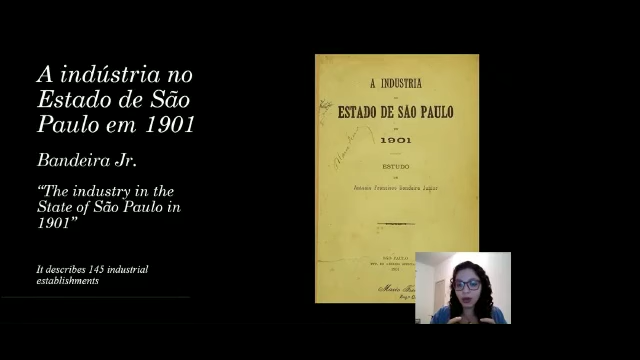 A indústria no
Estado de São
Paulo em 1901
Bandeira Jr.
“The industry in the
State of São Paulo in
1901”
It describes 145 industrial
establishments
A INDUSTRIA
ESTADO DE SÃO PAULO
1901
ESTUDO
Antonio Francisco Bandeira Junior
SÃO PAULO